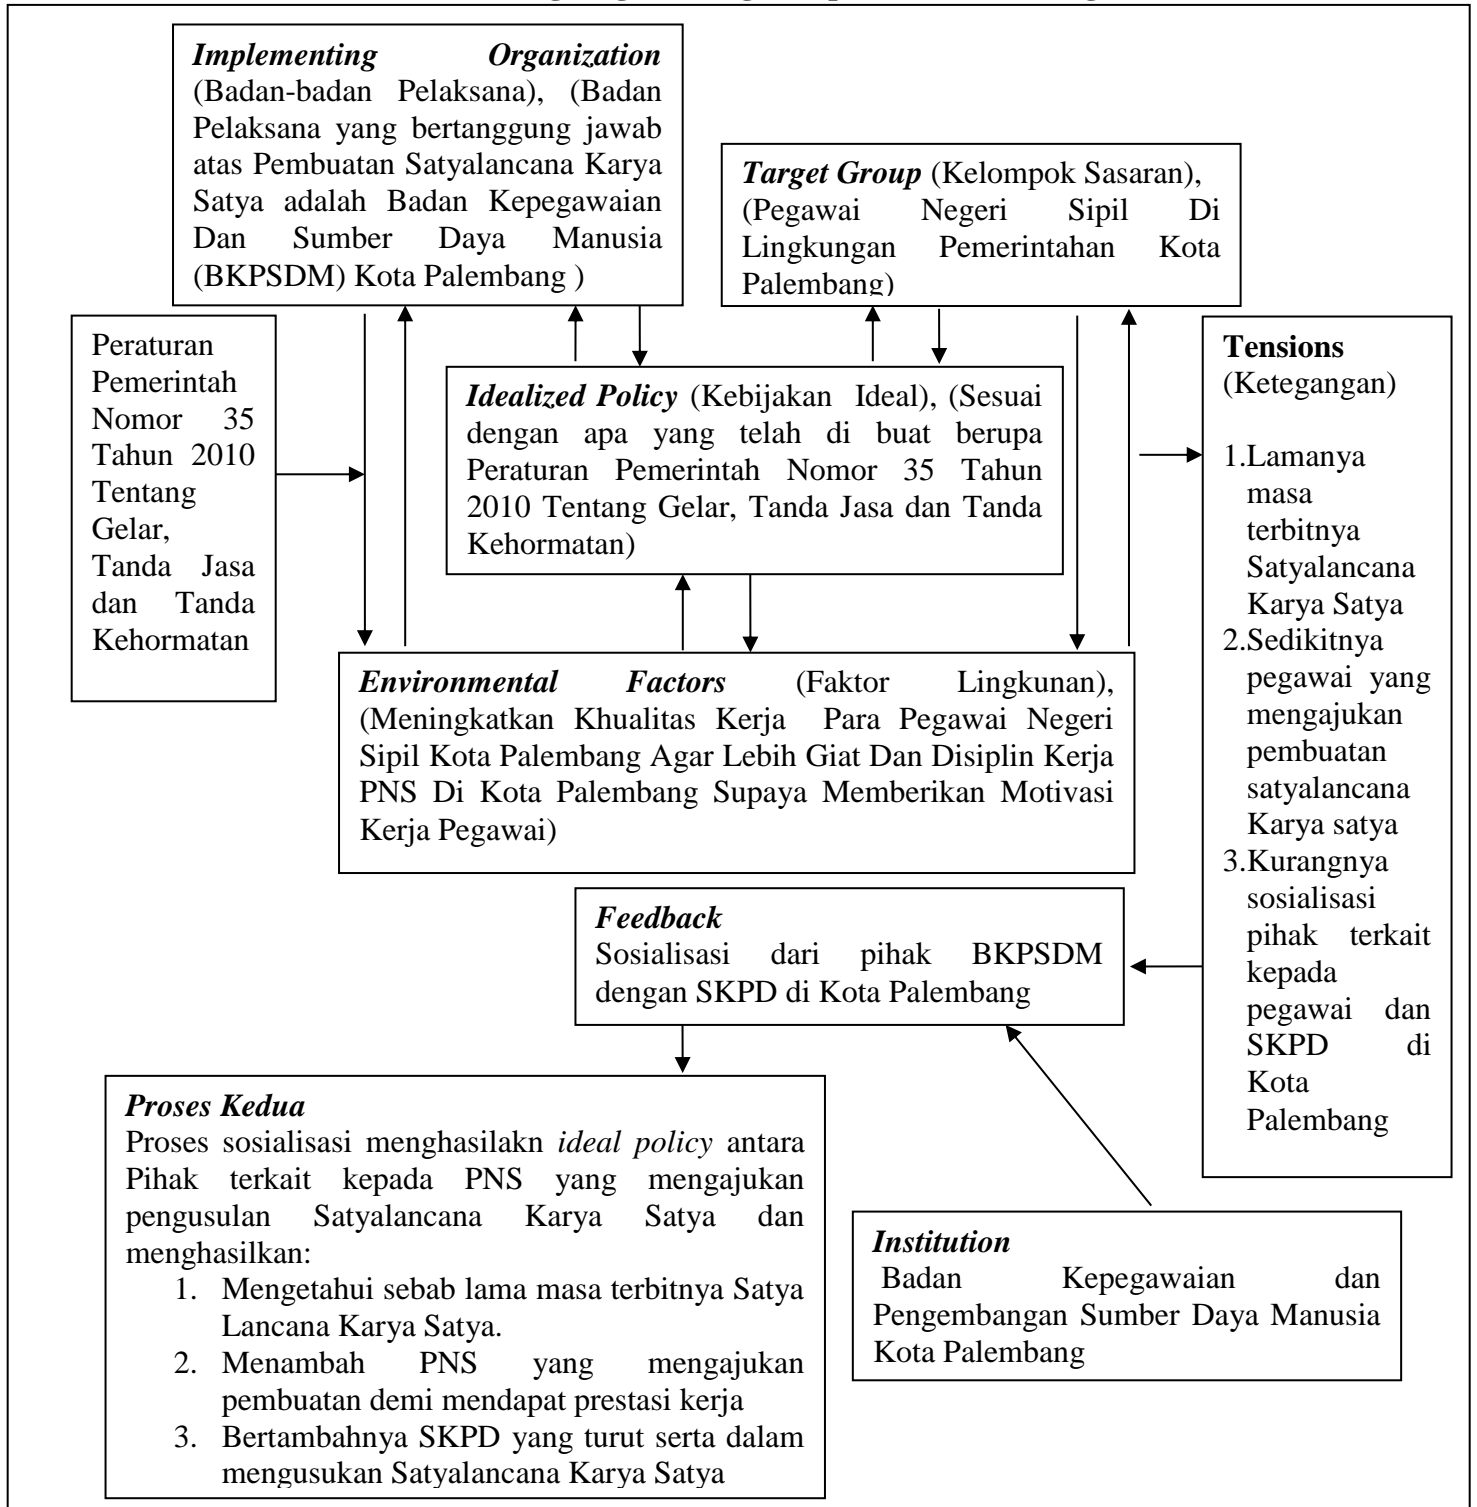 Implementing Organization
(Badan-badan Pelaksana), (Badan
Pelaksana yang bertanggung jawab
atas Pembuatan Satyalancana Karya
Satya adalah Badan Kepegawaian
Dan Sumber Daya Manusia
(BKPSDM) Kota Palembang )
Target Group (Kelompok Sasaran),
(Pegawai Negeri Sipil Di
Lingkungan Pemerintahan Kota
Palembang)
Peraturan
Pemerintah
Nomor 35
Tahun 2010
Tentang
Gelar,
Tanda Jasa
dan Tanda
Kehormatan
Idealized Policy (Kebijakan Ideal), (Sesuai
dengan apa yang telah di buat berupa
Peraturan Pemerintah Nomor 35 Tahun
2010 Tentang Gelar, Tanda Jasa dan Tanda
Kehormatan)
Tensions
(Ketegangan)
1.Lamanya
masa
terbitnya
Satyalancana
Karya Satya
2.Sedikitnya
pegawai yang
mengajukan
pembuatan
satyalancana
Karya satya
3.Kurangnya
sosialisasi
pihak terkait
kepada
pegawai dan
SKPD di
Kota
Palembang
Environmental Factors (Faktor Lingkunan),
(Meningkatkan Khualitas Kerja Para Pegawai Negeri
Sipil Kota Palembang Agar Lebih Giat Dan Disiplin Kerja
PNS Di Kota Palembang Supaya Memberikan Motivasi
Kerja Pegawai)
Feedback
Sosialisasi dari pihak BKPSDM
dengan SKPD di Kota Palembang
Proses Kedua
Proses sosialisasi menghasilakn ideal policy antara
Pihak terkait kepada PNS yang mengajukan
pengusulan Satyalancana Karya Satya dan
menghasilkan:
1. Mengetahui sebab lama masa terbitnya Satya
Lancana Karya Satya.
2. Menambah PNS yang mengajukan
pembuatan demi mendapat prestasi kerja
3. Bertambahnya SKPD yang turut serta dalam
mengusukan Satyalancana Karya Satya
Institution
Badan Kepegawaian dan
Pengembangan Sumber Daya Manusia
Kota Palembang